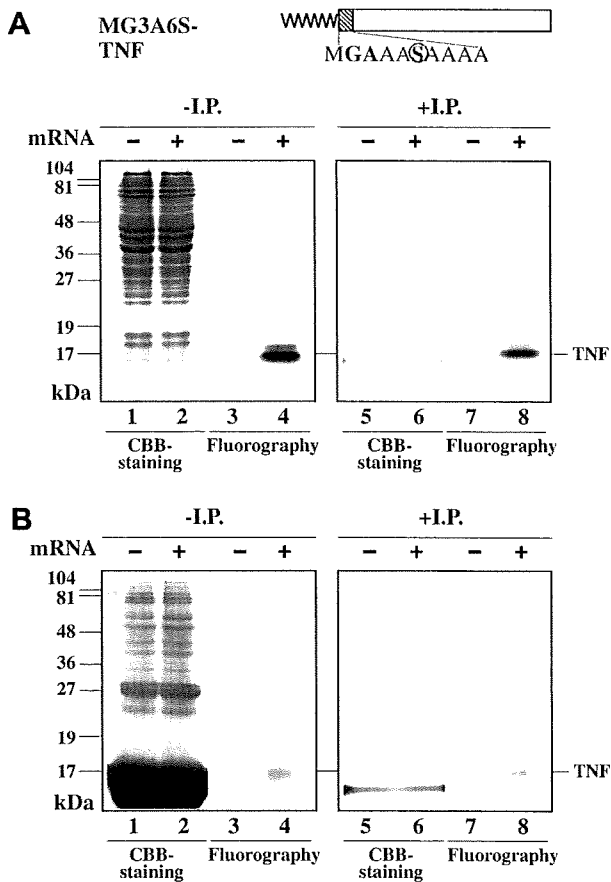 A
MG3A6S-
TNF
MGAAASAAAA
-I.P. +I.P.
mRNA − + − + − + − +
104
81
48
36
27
19
17
kDa
TNF
1 2 3 4 5 6 7 8
CBB-staining Fluorography CBB-staining Fluorography
B
-I.P. +I.P.
mRNA − + − + − + − +
104
81
48
36
27
19
17
kDa
TNF
1 2 3 4 5 6 7 8
CBB-staining Fluorography CBB-staining Fluorography